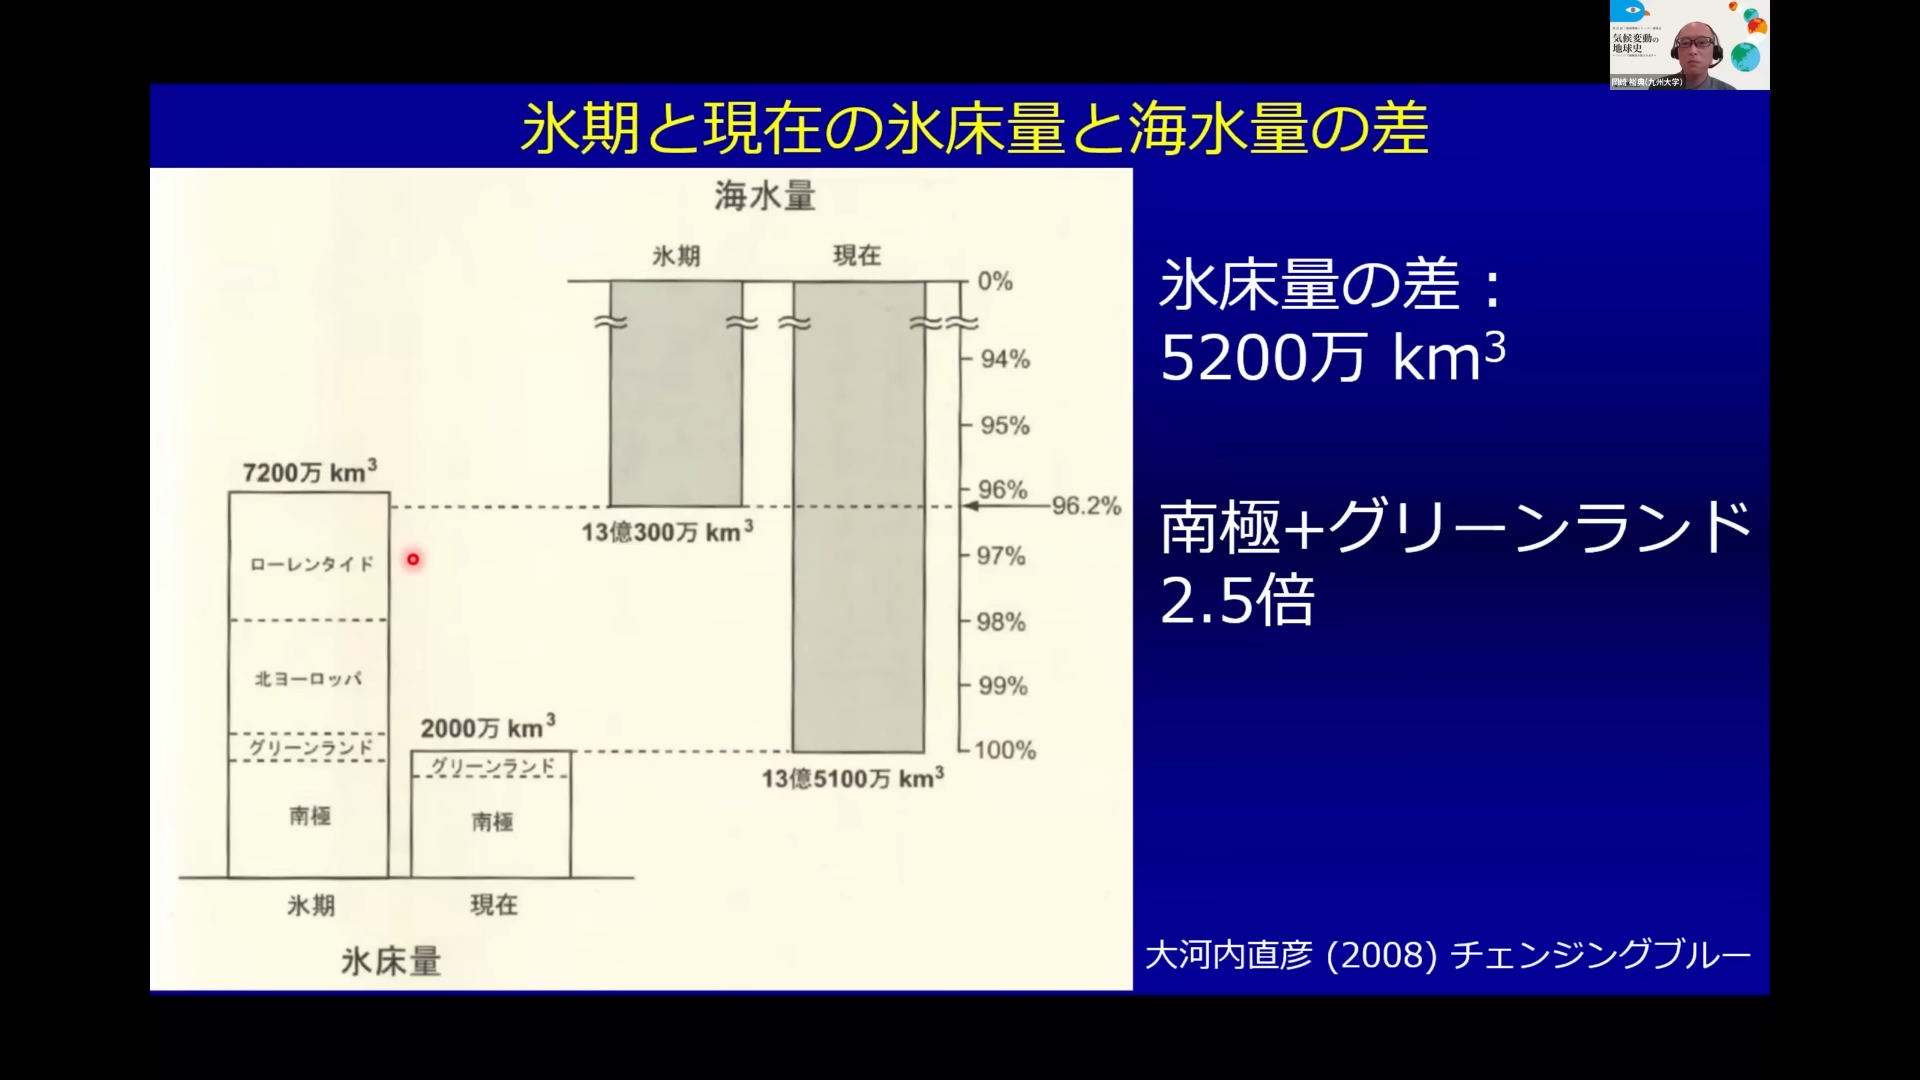 気候変動の
地球史
岡崎 裕典(九州大学)
氷期と現在の氷床量と海水量の差
海水量
氷期
現在
0%
94%
95%
96%
96.2%
97%
98%
99%
100%
13億300万 km³
13億5100万 km³
7200万 km³
ローレンタイド
北ヨーロッパ
グリーンランド
南極
2000万 km³
グリーンランド
南極
氷期
現在
氷床量
氷床量の差：
5200万 km³
南極+グリーンランド
2.5倍
大河内直彦 (2008) チェンジングブルー